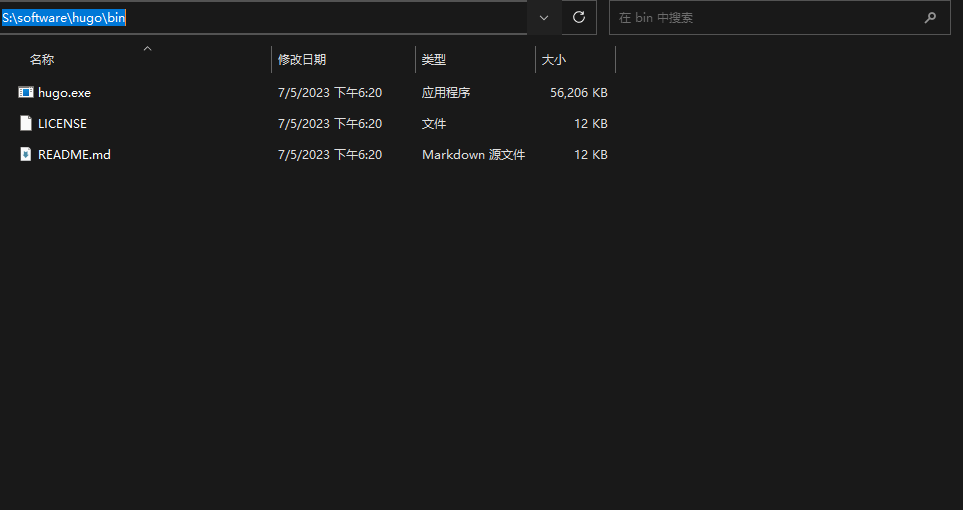 S:\software\hugo\bin 在 bin 中搜索
名称 修改日期 类型 大小
hugo.exe 7/5/2023 下午6:20 应用程序 56,206 KB
LICENSE 7/5/2023 下午6:20 文件 12 KB
README.md 7/5/2023 下午6:20 Markdown 源文件 12 KB